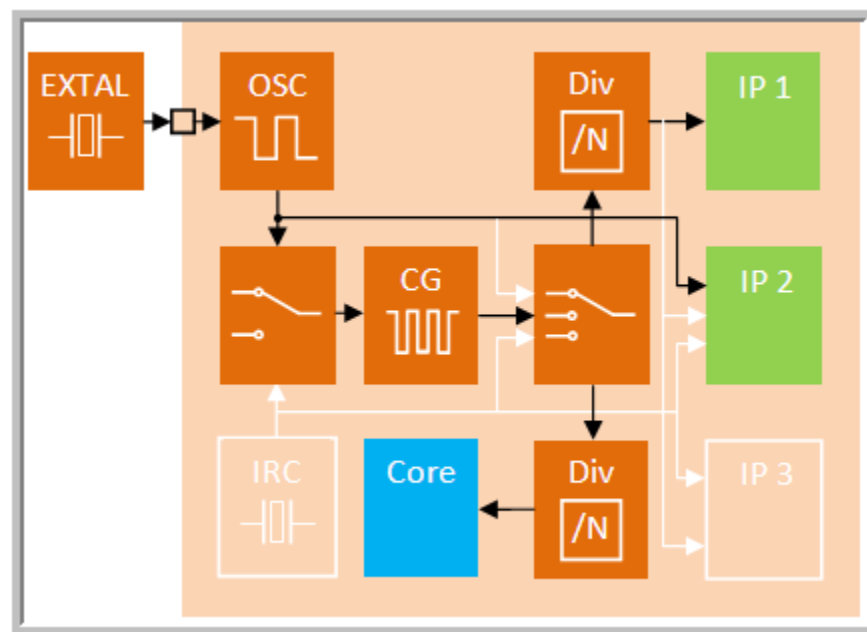 EXTAL
OSC
Div
/N
IP 1
CG
IP 2
IRC
Core
Div
/N
IP 3